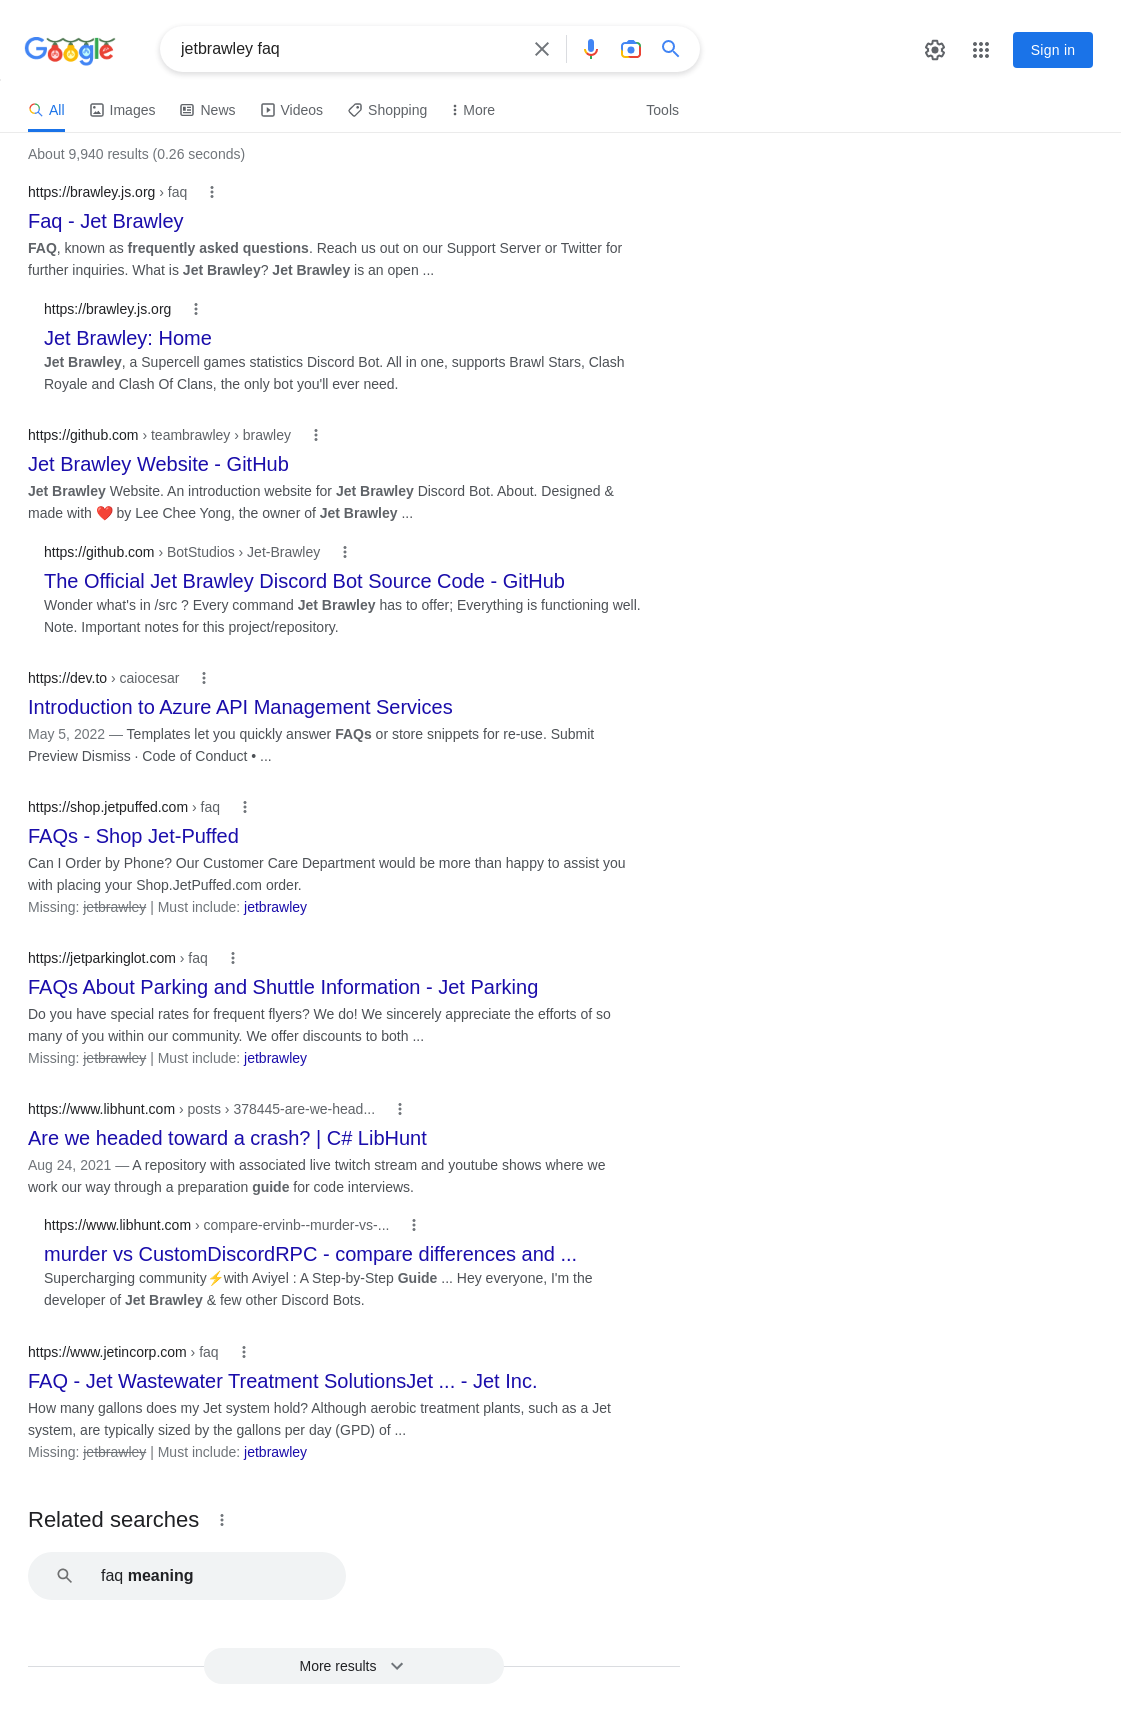 Google
jetbrawley faq
Sign in
All
Images
News
Videos
Shopping
More
Tools
About 9,940 results (0.26 seconds)
https://brawley.js.org › faq
Faq - Jet Brawley
FAQ, known as frequently asked questions. Reach us out on our Support Server or Twitter for
further inquiries. What is Jet Brawley? Jet Brawley is an open ...
https://brawley.js.org
Jet Brawley: Home
Jet Brawley, a Supercell games statistics Discord Bot. All in one, supports Brawl Stars, Clash
Royale and Clash Of Clans, the only bot you'll ever need.
https://github.com › teambrawley › brawley
Jet Brawley Website - GitHub
Jet Brawley Website. An introduction website for Jet Brawley Discord Bot. About. Designed &
made with ❤️ by Lee Chee Yong, the owner of Jet Brawley ...
https://github.com › BotStudios › Jet-Brawley
The Official Jet Brawley Discord Bot Source Code - GitHub
Wonder what's in /src ? Every command Jet Brawley has to offer; Everything is functioning well.
Note. Important notes for this project/repository.
https://dev.to › caiocesar
Introduction to Azure API Management Services
May 5, 2022 — Templates let you quickly answer FAQs or store snippets for re-use. Submit
Preview Dismiss · Code of Conduct • ...
https://shop.jetpuffed.com › faq
FAQs - Shop Jet-Puffed
Can I Order by Phone? Our Customer Care Department would be more than happy to assist you
with placing your Shop.JetPuffed.com order.
Missing: jetbrawley | Must include: jetbrawley
https://jetparkinglot.com › faq
FAQs About Parking and Shuttle Information - Jet Parking
Do you have special rates for frequent flyers? We do! We sincerely appreciate the efforts of so
many of you within our community. We offer discounts to both ...
Missing: jetbrawley | Must include: jetbrawley
https://www.libhunt.com › posts › 378445-are-we-head...
Are we headed toward a crash? | C# LibHunt
Aug 24, 2021 — A repository with associated live twitch stream and youtube shows where we
work our way through a preparation guide for code interviews.
https://www.libhunt.com › compare-ervinb--murder-vs-...
murder vs CustomDiscordRPC - compare differences and ...
Supercharging community⚡with Aviyel : A Step-by-Step Guide ... Hey everyone, I'm the
developer of Jet Brawley & few other Discord Bots.
https://www.jetincorp.com › faq
FAQ - Jet Wastewater Treatment SolutionsJet ... - Jet Inc.
How many gallons does my Jet system hold? Although aerobic treatment plants, such as a Jet
system, are typically sized by the gallons per day (GPD) of ...
Missing: jetbrawley | Must include: jetbrawley
Related searches
faq meaning
More results